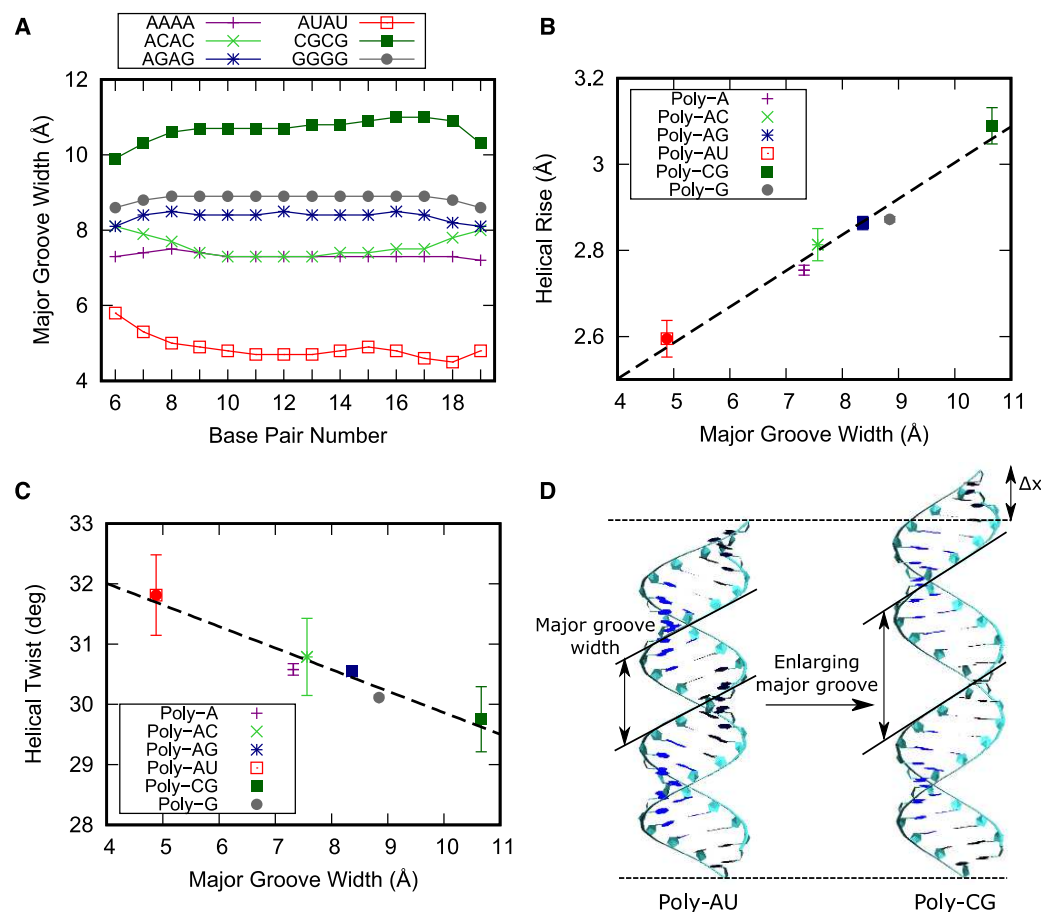 A
AAAA
ACAC
AGAG
AUAU
CGCG
GGGG
12
10
8
6
4
Major Groove Width (Å)
6 8 10 12 14 16 18
Base Pair Number
B
3.2
3
2.8
2.6
Helical Rise (Å)
Poly−A
Poly−AC
Poly−AG
Poly−AU
Poly−CG
Poly−G
4 5 6 7 8 9 10 11
Major Groove Width (Å)
C
33
32
31
30
29
28
Helical Twist (deg)
Poly−A
Poly−AC
Poly−AG
Poly−AU
Poly−CG
Poly−G
4 5 6 7 8 9 10 11
Major Groove Width (Å)
D
Δx
Major groove
width
Enlarging
major groove
Poly-AU
Poly-CG